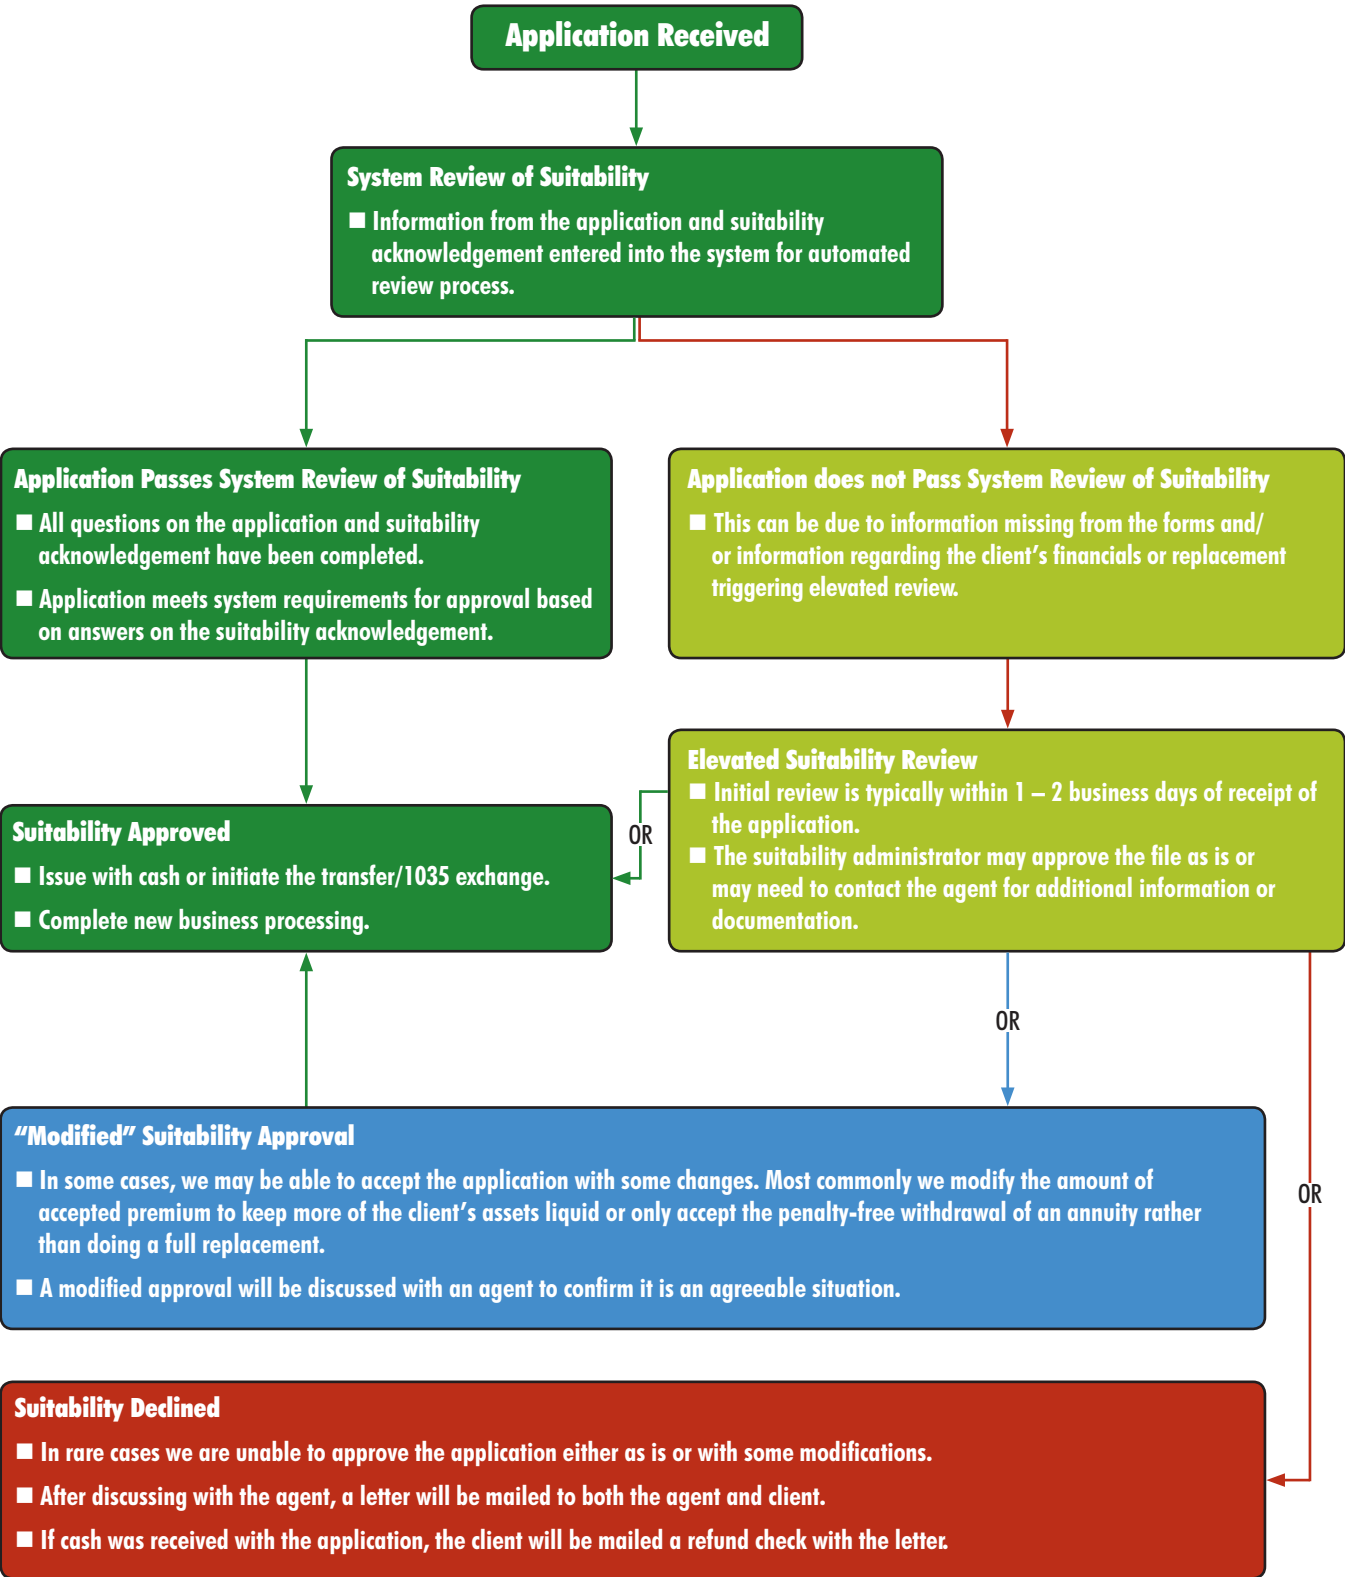 Application Received
System Review of Suitability
■ Information from the application and suitability
acknowledgement entered into the system for automated
review process.
Application Passes System Review of Suitability
■ All questions on the application and suitability
acknowledgement have been completed.
■ Application meets system requirements for approval based
on answers on the suitability acknowledgement.
Application does not Pass System Review of Suitability
■ This can be due to information missing from the forms and/
or information regarding the client’s financials or replacement
triggering elevated review.
Elevated Suitability Review
■ Initial review is typically within 1 – 2 business days of receipt of
the application.
■ The suitability administrator may approve the file as is or
may need to contact the agent for additional information or
documentation.
OR
Suitability Approved
■ Issue with cash or initiate the transfer/1035 exchange.
■ Complete new business processing.
OR
“Modified” Suitability Approval
■ In some cases, we may be able to accept the application with some changes. Most commonly we modify the amount of
accepted premium to keep more of the client’s assets liquid or only accept the penalty-free withdrawal of an annuity rather
than doing a full replacement.
■ A modified approval will be discussed with an agent to confirm it is an agreeable situation.
OR
Suitability Declined
■ In rare cases we are unable to approve the application either as is or with some modifications.
■ After discussing with the agent, a letter will be mailed to both the agent and client.
■ If cash was received with the application, the client will be mailed a refund check with the letter.